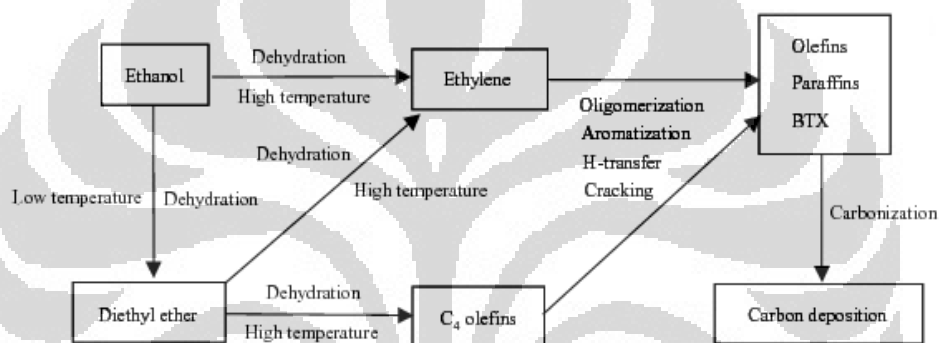 Ethanol
Dehydration
High temperature
Ethylene
Olefins
Paraffins
BTX
Oligomerization
Aromatization
H-transfer
Cracking
Dehydration
High temperature
Low temperature
Dehydration
Carbonization
Diethyl ether
Dehydration
High temperature
C₄ olefins
Carbon deposition